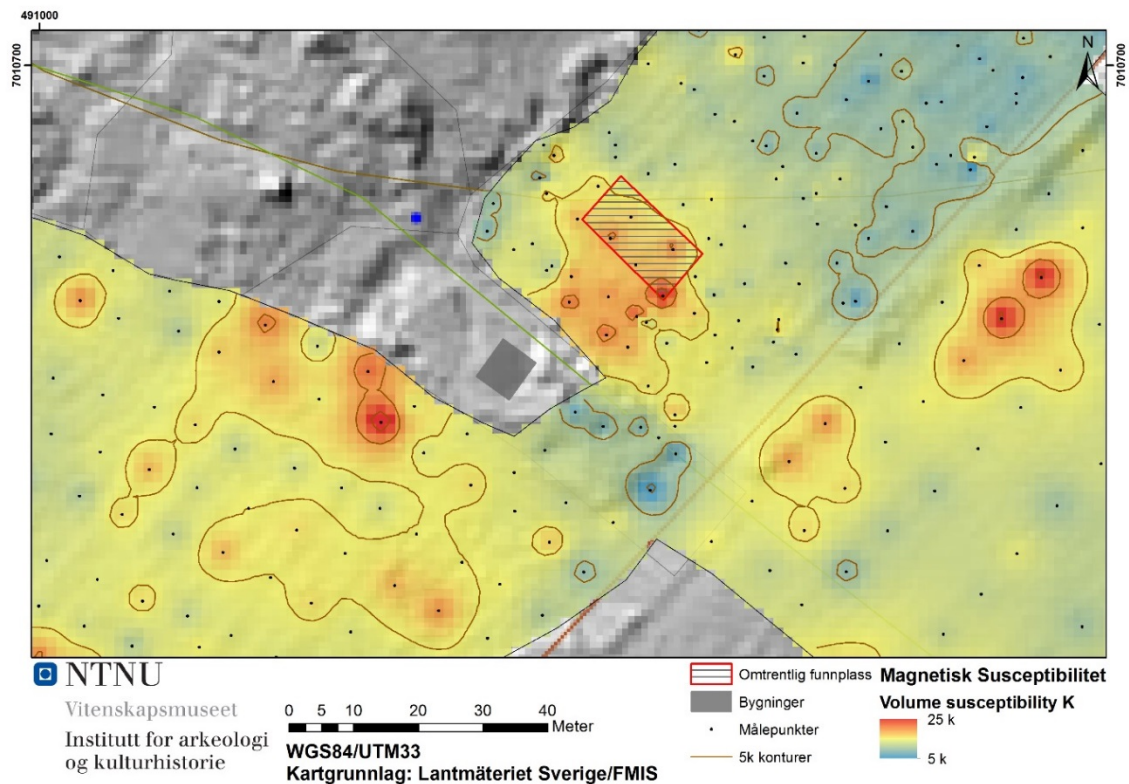 491000
7010700
7010700
N
NTNU
Vitenskapsmuseet
Institutt for arkeologi
og kulturhistorie
0 5 10 20 30 40
Meter
WGS84/UTM33
Kartgrunnlag: Lantmäteriet Sverige/FMIS
Omtrentlig funnplass
Bygninger
Målepunkter
5k konturer
Magnetisk Susceptibilitet
Volume susceptibility K
25 k
5 k